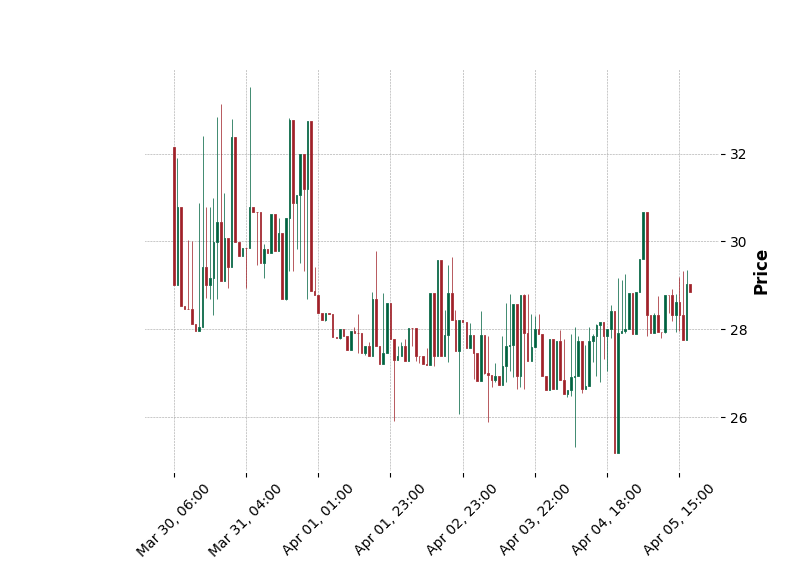 32
30
Price
28
26
Mar 30, 06:00
Mar 31, 04:00
Apr 01, 01:00
Apr 01, 23:00
Apr 02, 23:00
Apr 03, 22:00
Apr 04, 18:00
Apr 05, 15:00